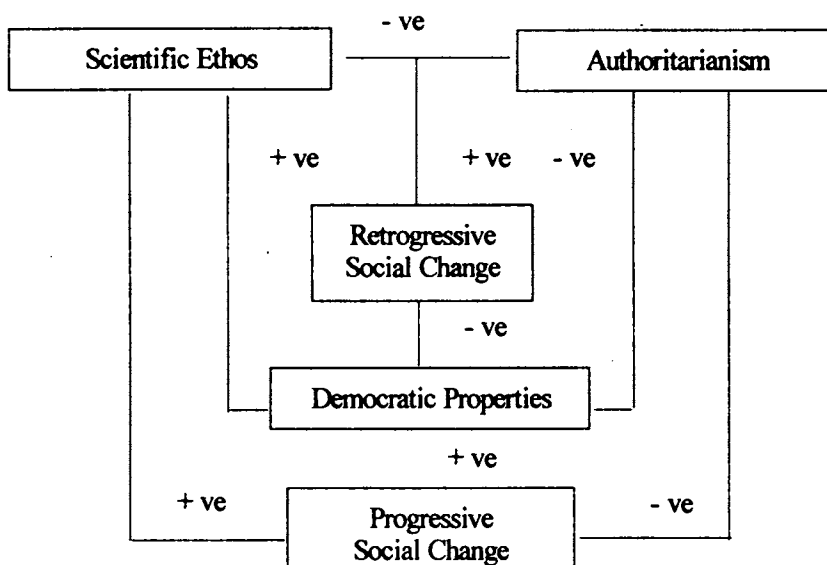 - ve
Scientific Ethos
Authoritarianism
+ ve
+ ve
- ve
Retrogressive
Social Change
- ve
Democratic Properties
+ ve
+ ve
- ve
Progressive
Social Change